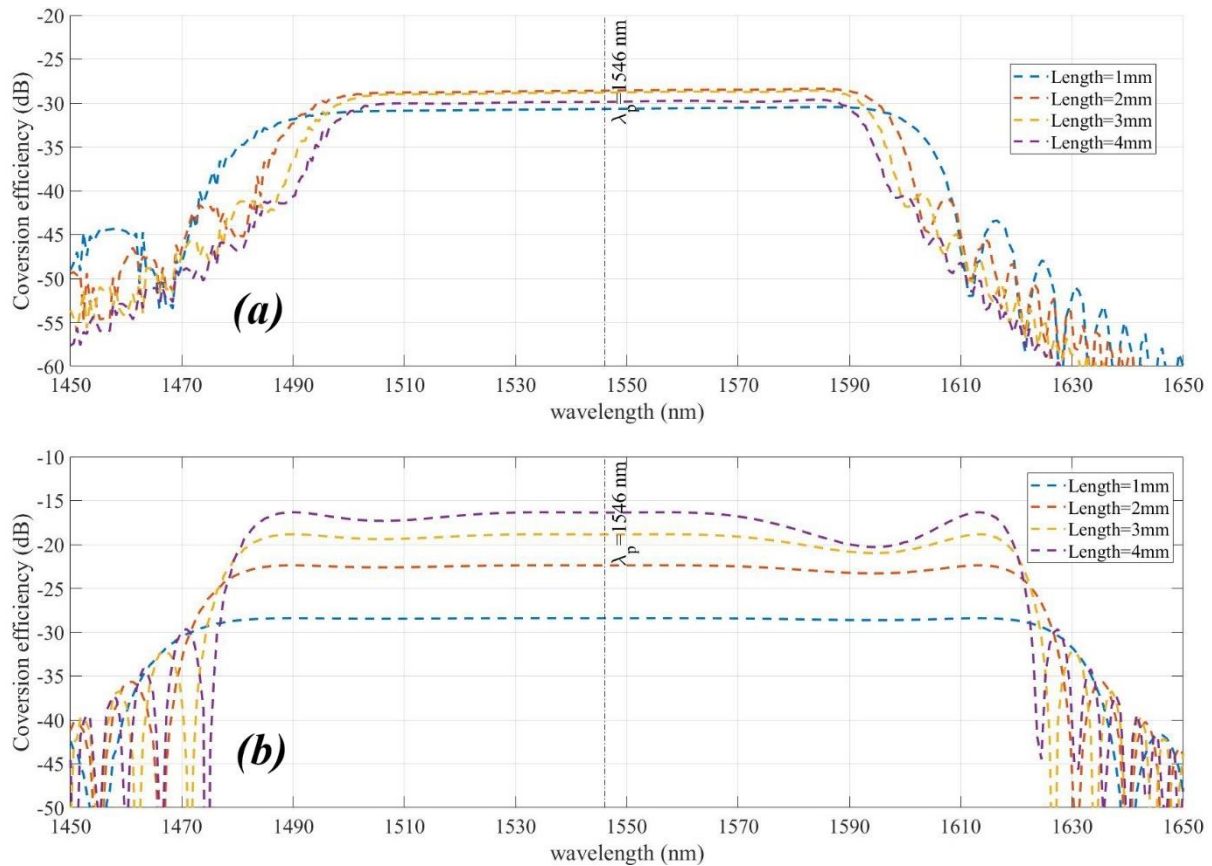 -20
-25
-30
-35
-40
-45
-50
-55
-60
Coversion efficiency (dB)
λp=1546 nm
Length=1mm
Length=2mm
Length=3mm
Length=4mm
(a)
1450 1470 1490 1510 1530 1550 1570 1590 1610 1630 1650
wavelength (nm)
-10
-15
-20
-25
-30
-35
-40
-45
-50
Coversion efficiency (dB)
λp=1546 nm
Length=1mm
Length=2mm
Length=3mm
Length=4mm
(b)
1450 1470 1490 1510 1530 1550 1570 1590 1610 1630 1650
wavelength (nm)